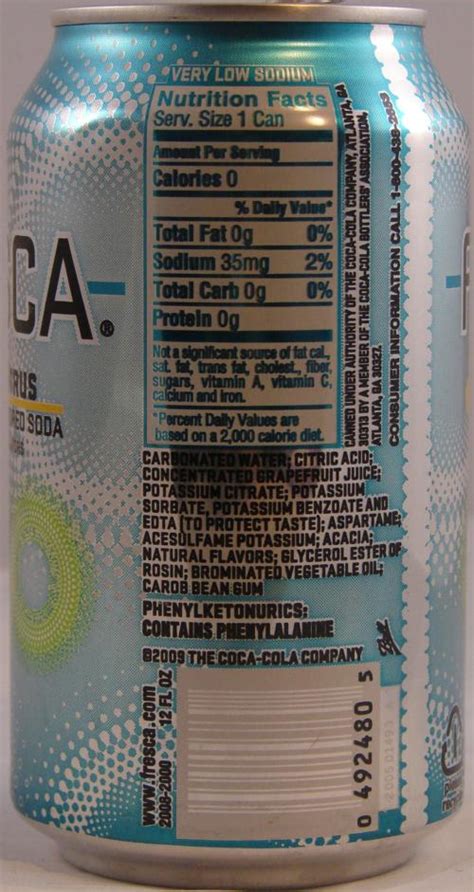 VERY LOW SODIUM
Nutrition Facts
Serv. Size 1 Can
Amount Per Serving
Calories 0
% Daily Value*
Total Fat 0g 0%
Sodium 35mg 2%
Total Carb 0g 0%
Protein 0g
Not a significant source of fat cal.,
sat. fat, trans fat, cholest., fiber,
sugars, vitamin A, vitamin C,
calcium and iron.
*Percent Daily Values are
based on a 2,000 calorie diet.
CANNED UNDER AUTHORITY OF THE COCA-COLA COMPANY, ATLANTA, GA
30313 BY A MEMBER OF THE COCA-COLA BOTTLERS' ASSOCIATION,
ATLANTA, GA 30327.
CONSUMER INFORMATION CALL 1-800-438-2653
CA®
RUS
SODA
CARBONATED WATER; CITRIC ACID;
CONCENTRATED GRAPEFRUIT JUICE;
POTASSIUM CITRATE; POTASSIUM
SORBATE, POTASSIUM BENZOATE AND
EDTA (TO PROTECT TASTE); ASPARTAME;
ACESULFAME POTASSIUM; ACACIA;
NATURAL FLAVORS; GLYCEROL ESTER OF
ROSIN; BROMINATED VEGETABLE OIL;
CAROB BEAN GUM
PHENYLKETONURICS:
CONTAINS PHENYLALANINE
©2009 THE COCA-COLA COMPANY
www.fresca.com
2008-2000 12 FL OZ
0 492480 5